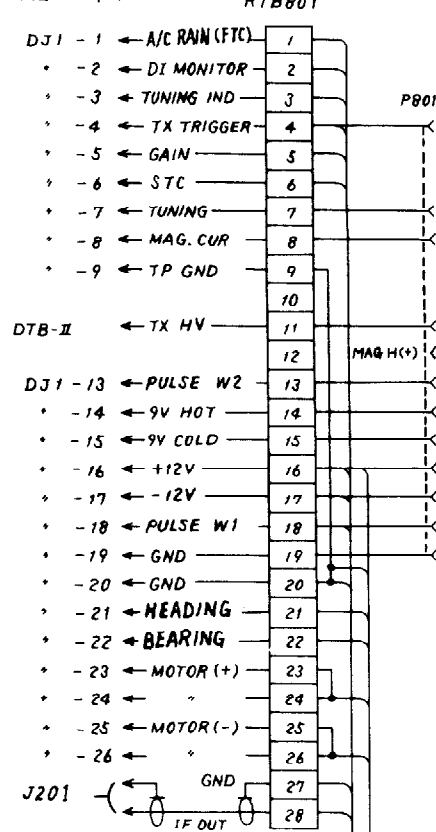 RTB801
DJ1 - 1 A/C RAIN (FTC) 1
" - 2 DI MONITOR 2
" - 3 TUNING IND 3 P801
" - 4 TX TRIGGER 4
" - 5 GAIN 5
" - 6 STC 6
" - 7 TUNING 7
" - 8 MAG. CUR 8
" - 9 TP GND 9
10
DTB-II TX HV 11
12 MAG H(+)
DJ1 - 13 PULSE W2 13
" - 14 9V HOT 14
" - 15 9V COLD 15
" - 16 +12V 16
" - 17 -12V 17
" - 18 PULSE W1 18
" - 19 GND 19
" - 20 GND 20
" - 21 HEADING 21
" - 22 BEARING 22
" - 23 MOTOR (+) 23
" - 24 " 24
" - 25 MOTOR (-) 25
" - 26 " 26
J201 GND 27
IF OUT 28